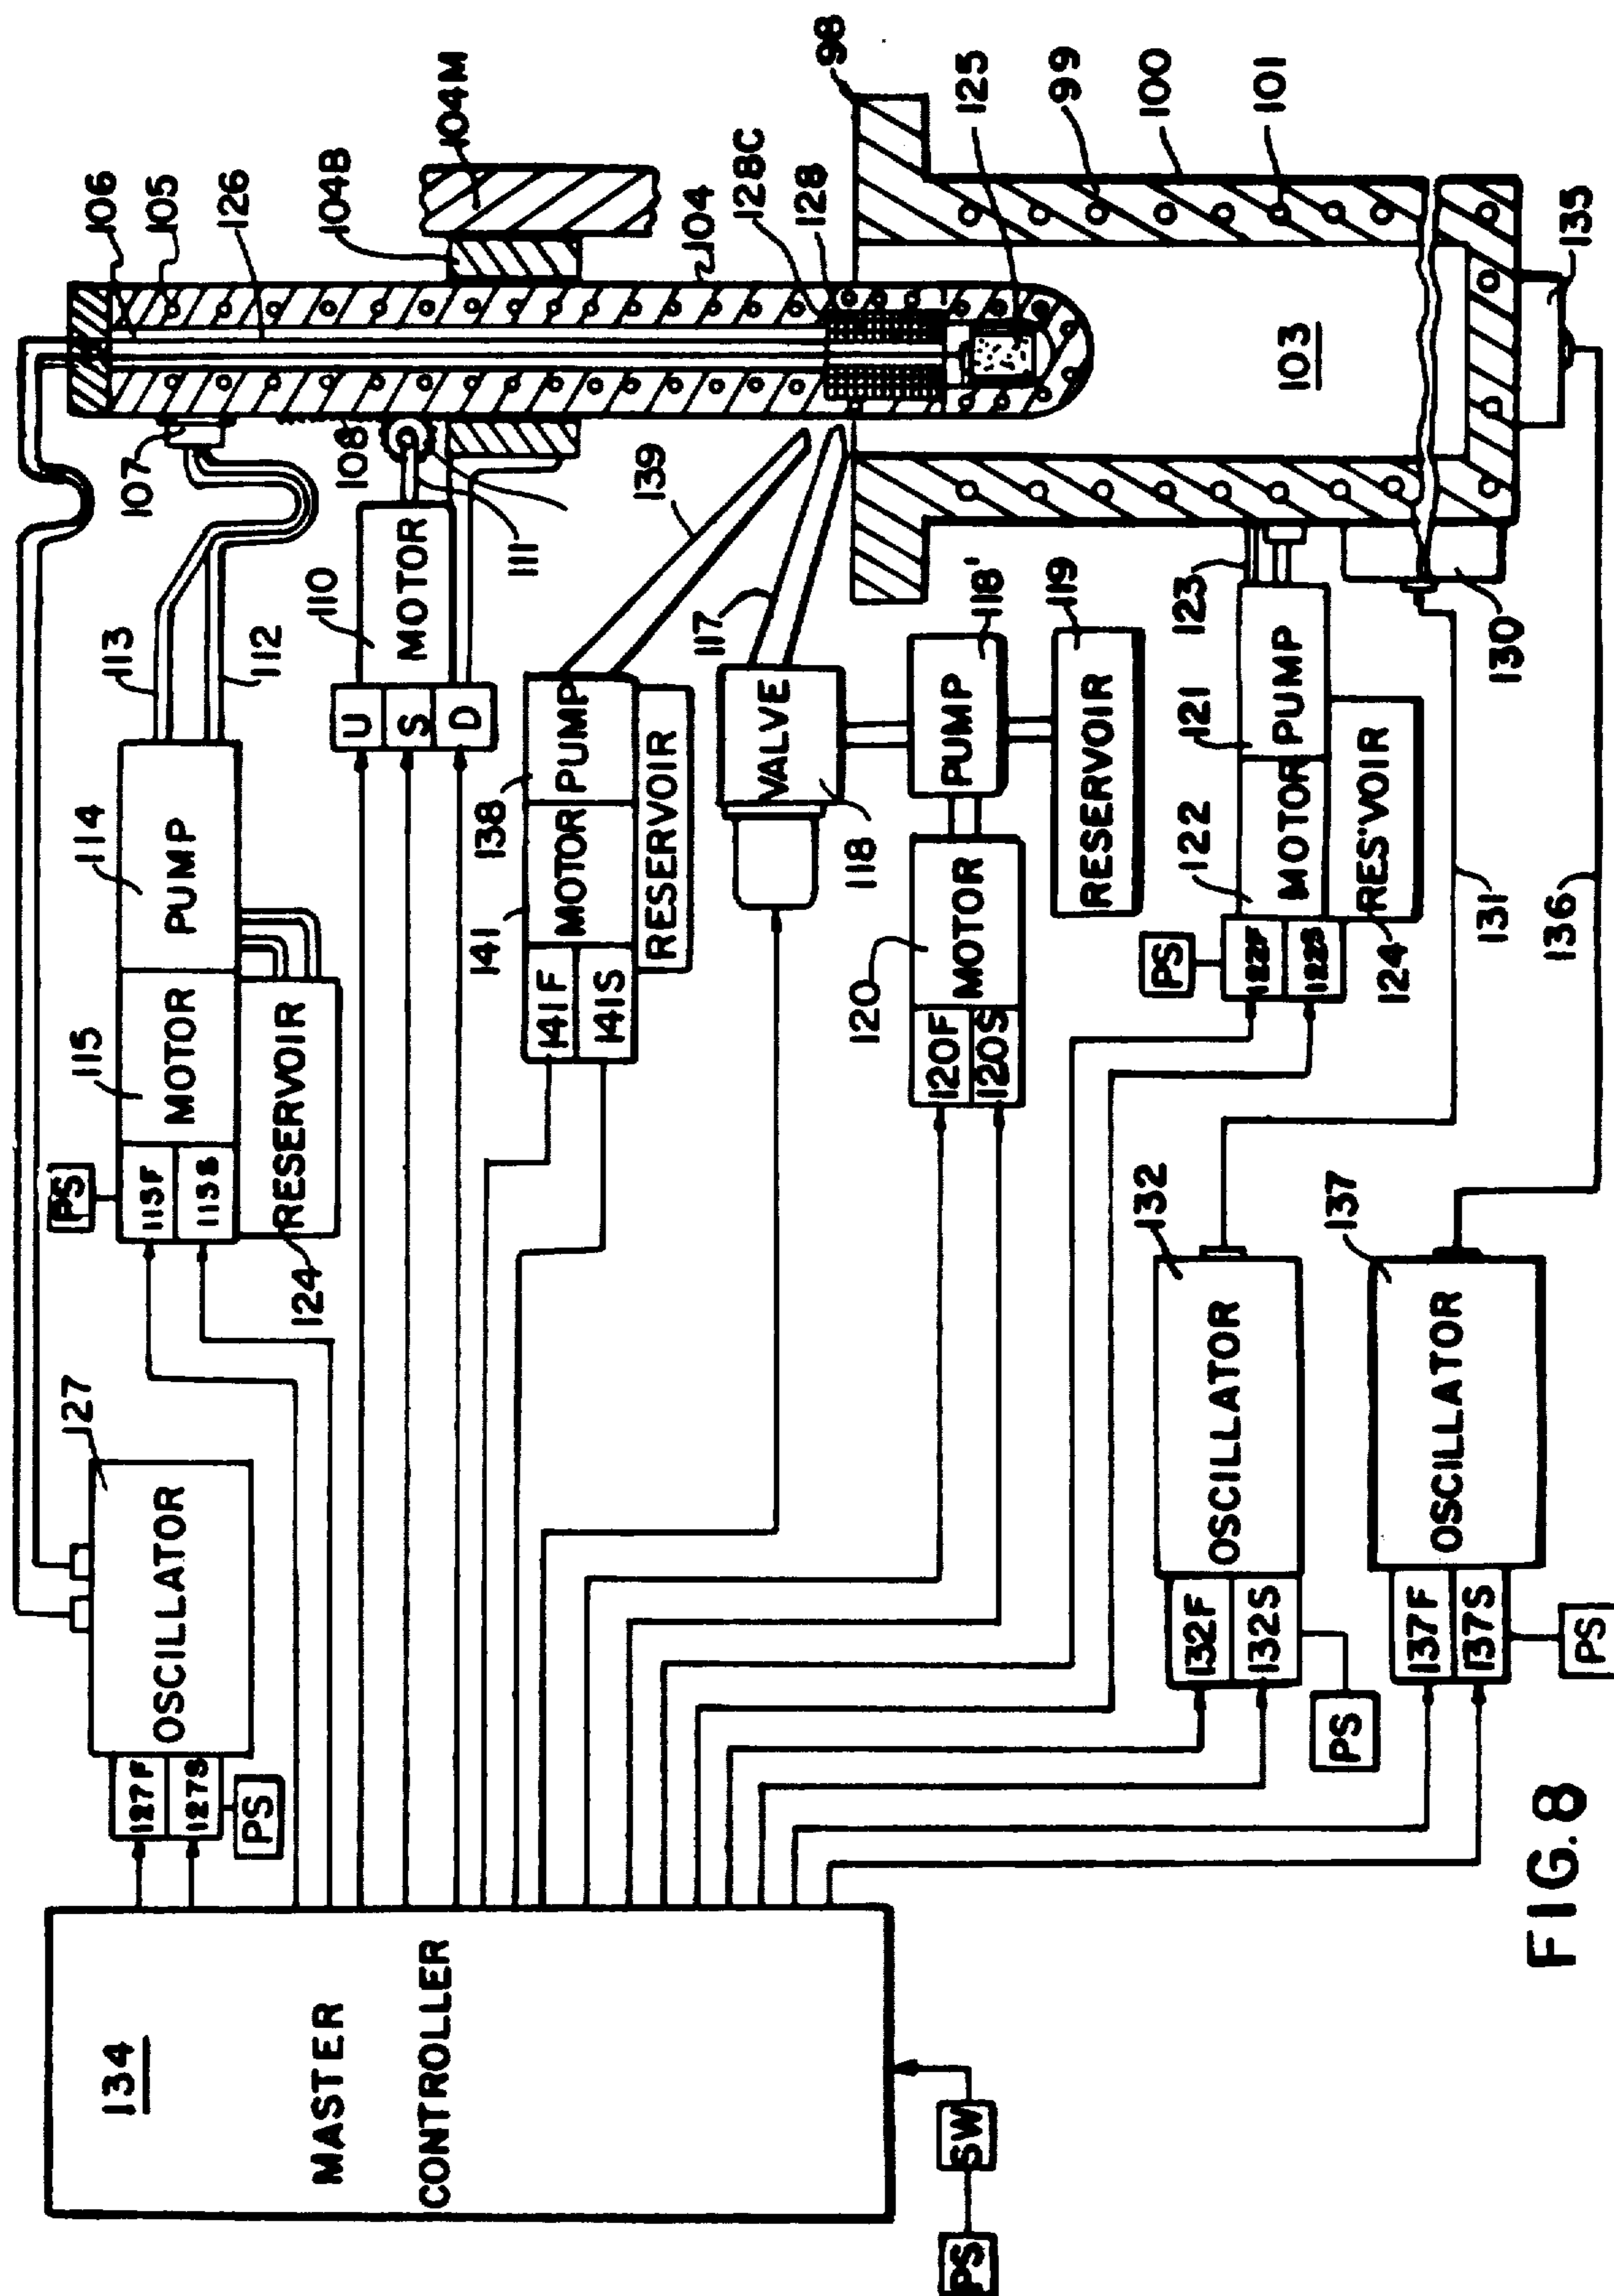 134
MASTER
CONTROLLER
PS
SW
127F
127S
PS
OSCILLATOR
127
PS
115F
115S
MOTOR
115
PUMP
114
RESERVOIR
124
113
112
107
106
105
126
104B
104M
104
108
U
S
D
MOTOR
110
111
128C
128
98
125
99
100
101
103
135
139
117
141F
141S
MOTOR
141
PUMP
138
RESERVOIR
VALVE
118
PUMP
118'
RESERVOIR
119
120F
120S
MOTOR
120
PS
122F
122S
MOTOR
122
PUMP
121
123
RES'VOIR
124
130
131
136
132F
132S
OSCILLATOR
132
PS
137F
137S
OSCILLATOR
137
PS
FIG. 8